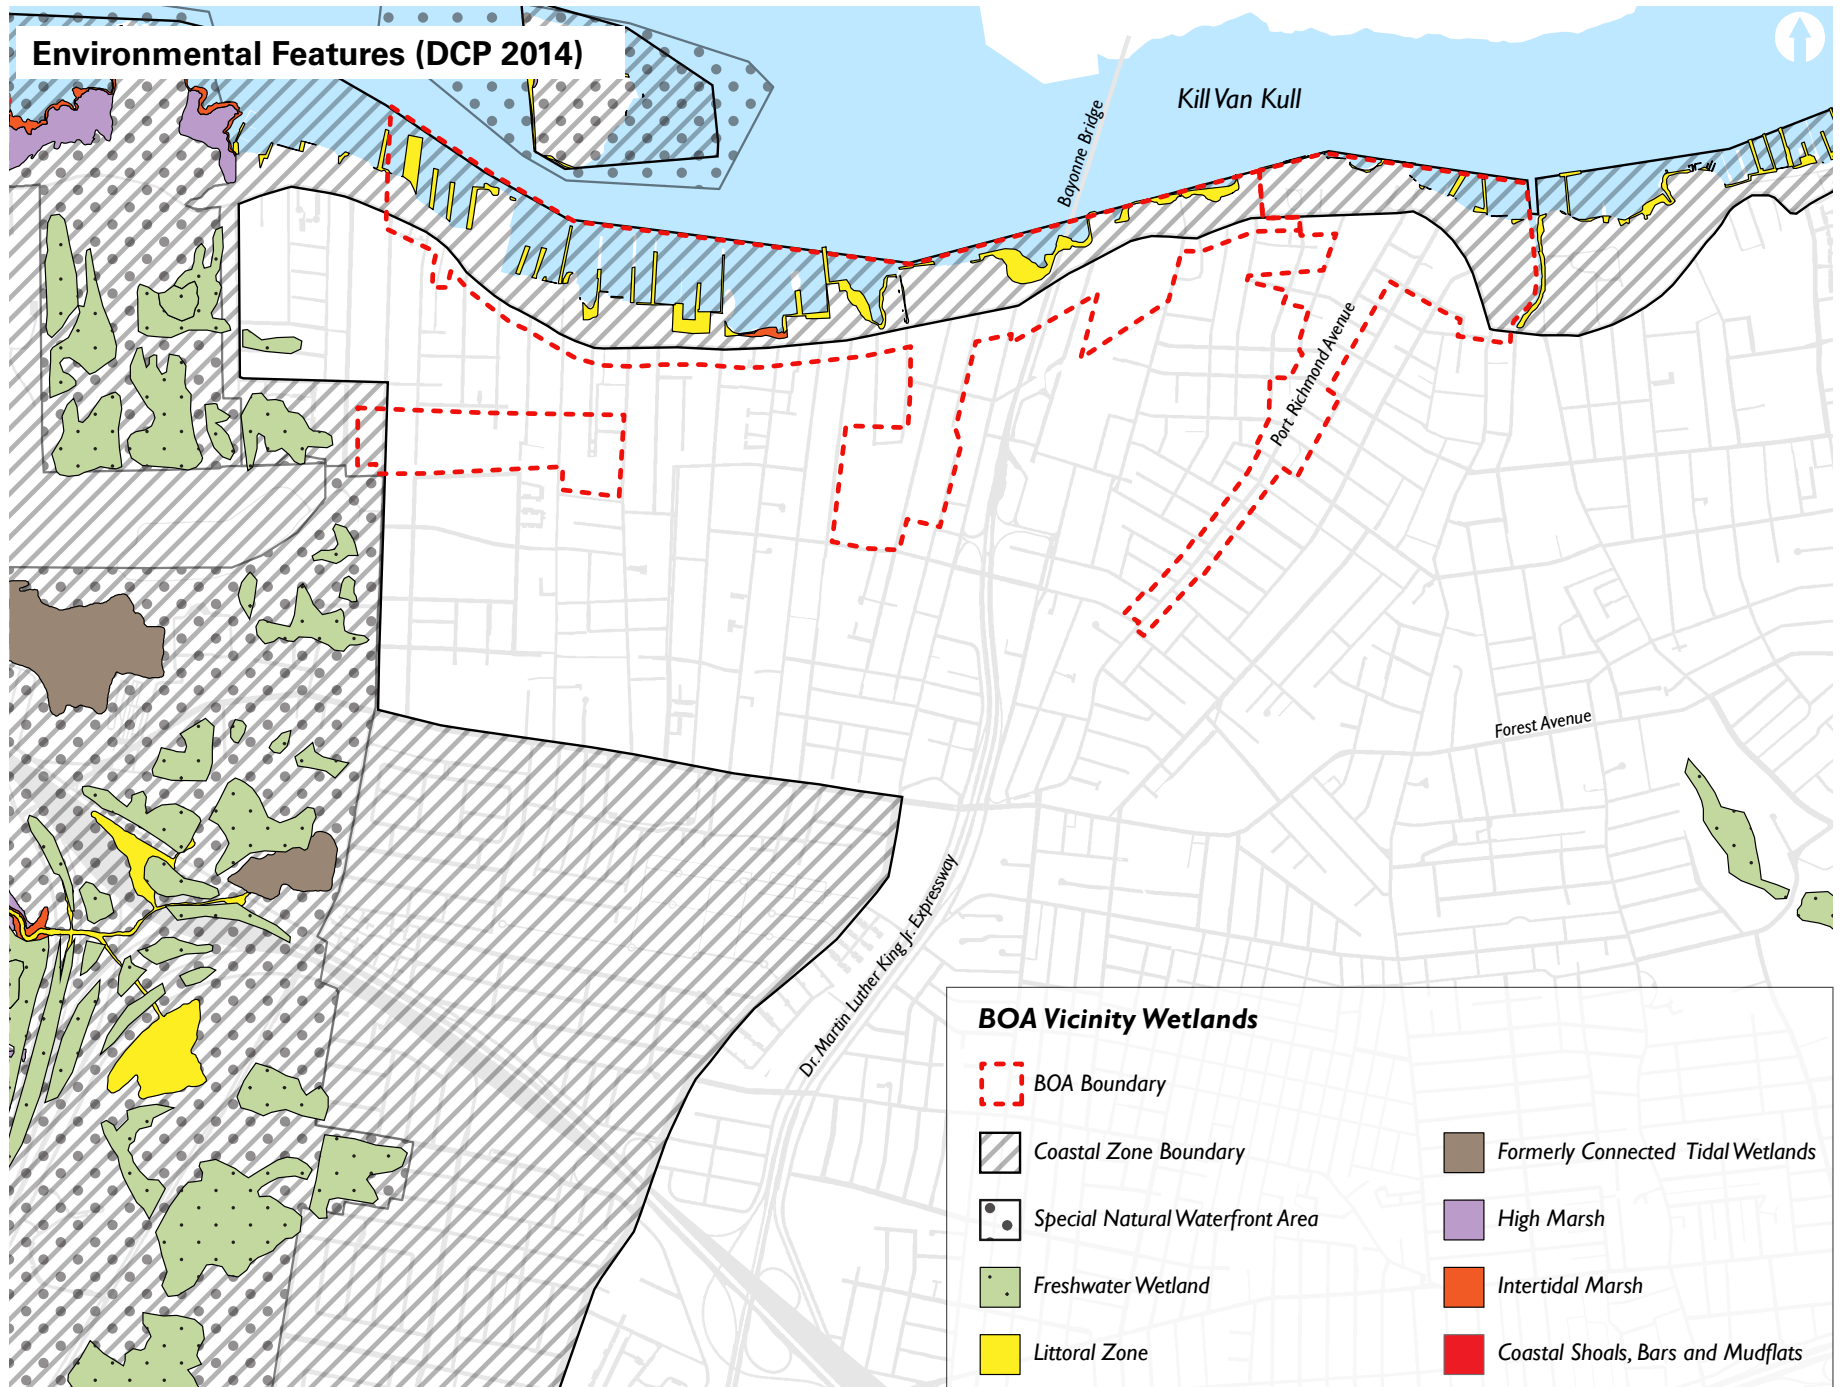 Environmental Features (DCP 2014)
Kill Van Kull
Bayonne Bridge
Port Richmond Avenue
Forest Avenue
Dr. Martin Luther King Jr. Expressway
BOA Vicinity Wetlands
BOA Boundary
Coastal Zone Boundary
Special Natural Waterfront Area
Freshwater Wetland
Littoral Zone
Formerly Connected Tidal Wetlands
High Marsh
Intertidal Marsh
Coastal Shoals, Bars and Mudflats